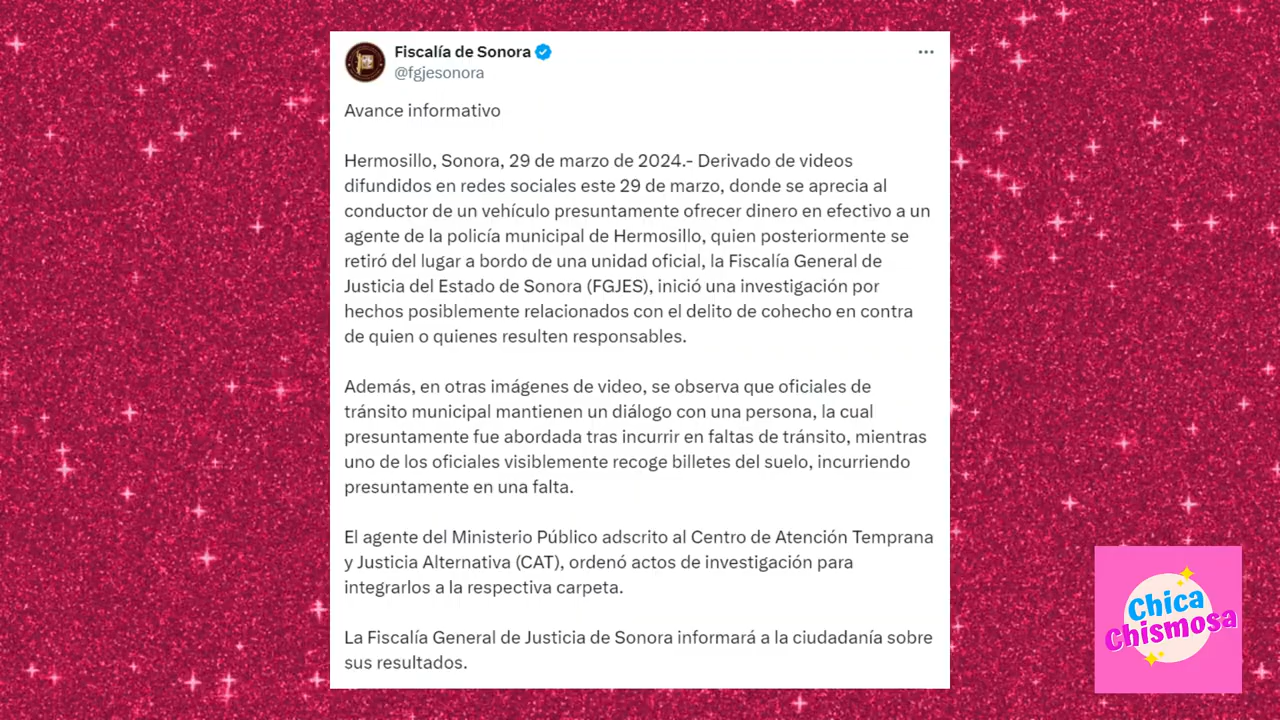 Fiscalía de Sonora
@fgjesonora
Avance informativo
Hermosillo, Sonora, 29 de marzo de 2024.- Derivado de videos
difundidos en redes sociales este 29 de marzo, donde se aprecia al
conductor de un vehículo presuntamente ofrecer dinero en efectivo a un
agente de la policía municipal de Hermosillo, quien posteriormente se
retiró del lugar a bordo de una unidad oficial, la Fiscalía General de
Justicia del Estado de Sonora (FGJES), inició una investigación por
hechos posiblemente relacionados con el delito de cohecho en contra
de quien o quienes resulten responsables.
Además, en otras imágenes de video, se observa que oficiales de
tránsito municipal mantienen un diálogo con una persona, la cual
presuntamente fue abordada tras incurrir en faltas de tránsito, mientras
uno de los oficiales visiblemente recoge billetes del suelo, incurriendo
presuntamente en una falta.
El agente del Ministerio Público adscrito al Centro de Atención Temprana
y Justicia Alternativa (CAT), ordenó actos de investigación para
integrarlos a la respectiva carpeta.
La Fiscalía General de Justicia de Sonora informará a la ciudadanía sobre
sus resultados.
Chica
Chismosa